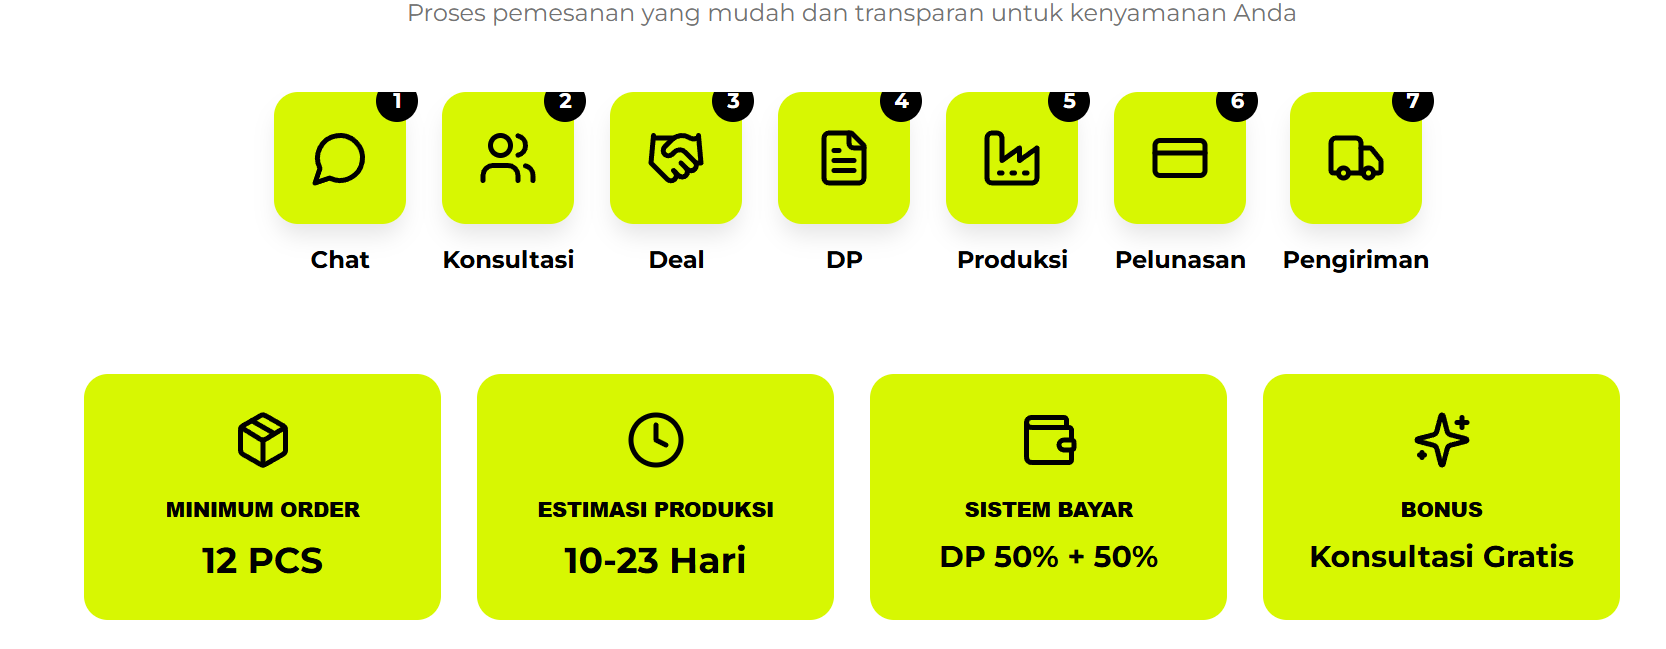 Proses pemesanan yang mudah dan transparan untuk kenyamanan Anda
1 2 3 4 5 6 7
Chat Konsultasi Deal DP Produksi Pelunasan Pengiriman
MINIMUM ORDER
12 PCS
ESTIMASI PRODUKSI
10-23 Hari
SISTEM BAYAR
DP 50% + 50%
BONUS
Konsultasi Gratis